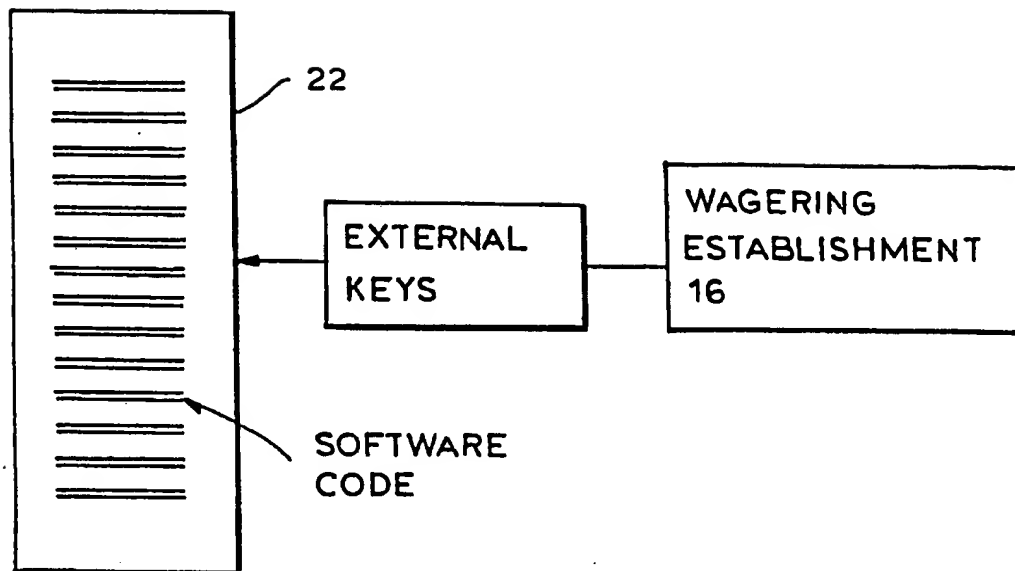 22
EXTERNAL
KEYS
WAGERING
ESTABLISHMENT
16
SOFTWARE
CODE